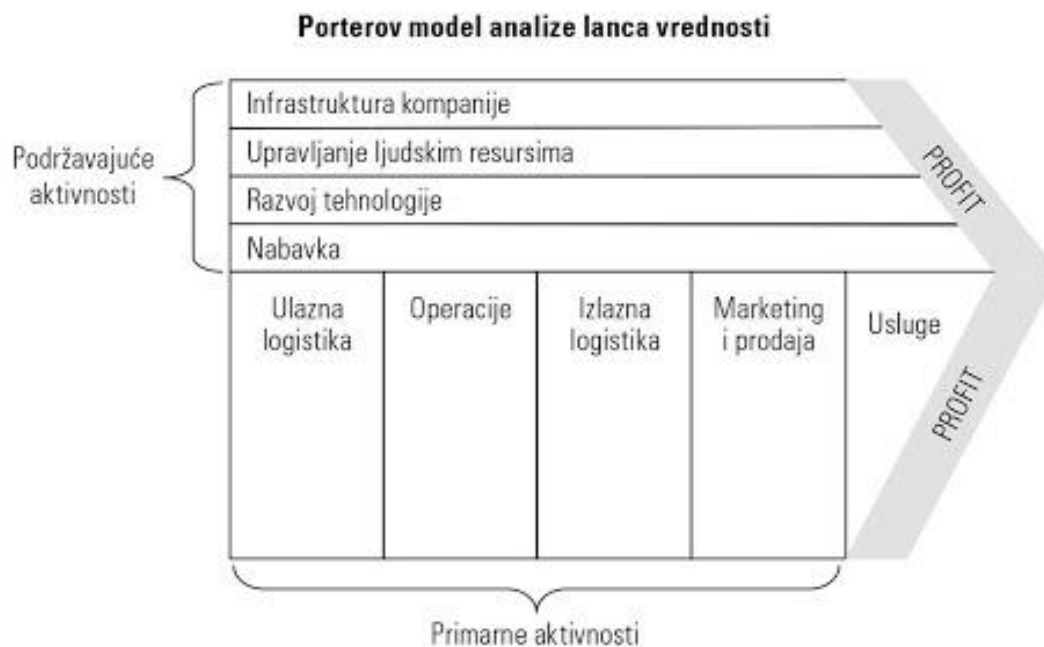 Porterov model analize lanca vrednosti
Podržavajuće
aktivnosti
Infrastruktura kompanije
Upravljanje ljudskim resursima
Razvoj tehnologije
Nabavka
PROFIT
Ulazna
logistika
Operacije
Izlazna
logistika
Marketing
i prodaja
Usluge
PROFIT
Primarne aktivnosti